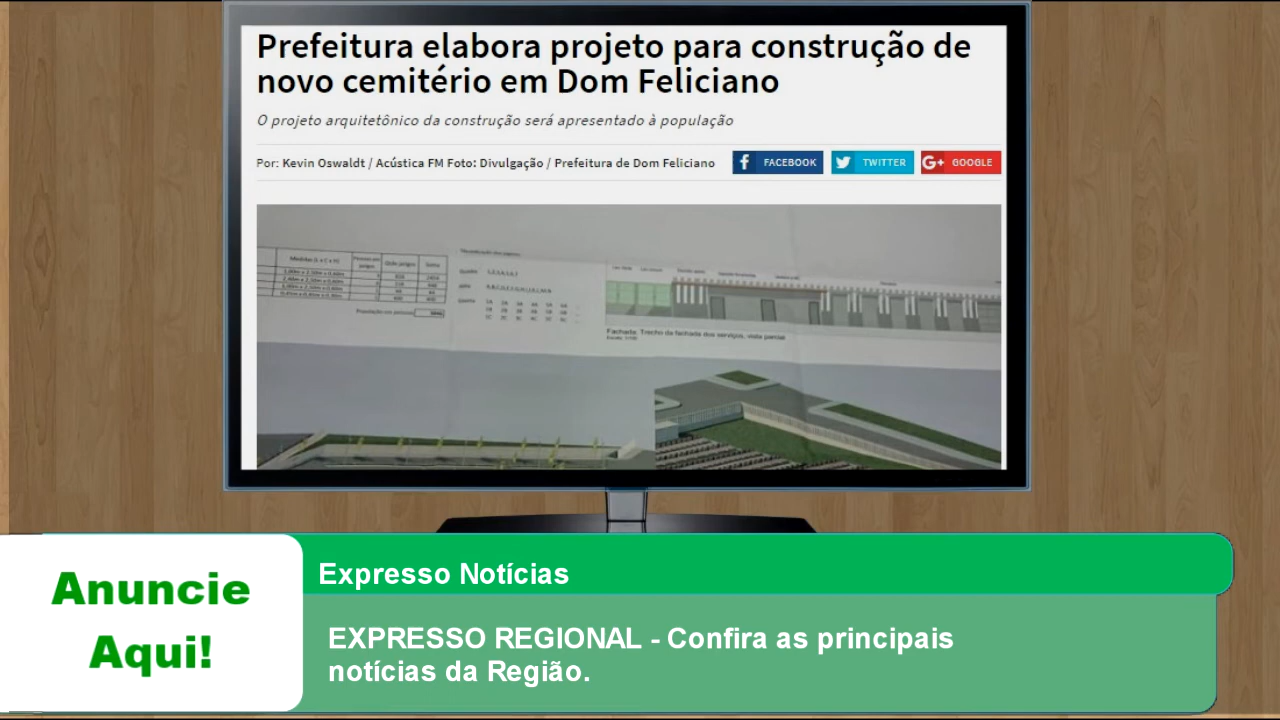 Prefeitura elabora projeto para construção de
novo cemitério em Dom Feliciano
O projeto arquitetônico da construção será apresentado à população
Por: Kevin Oswaldt / Acústica FM Foto: Divulgação / Prefeitura de Dom Feliciano
FACEBOOK
TWITTER
G+ GOOGLE
Fachada: Trecho da fachada dos serviços, vista parcial
Anuncie
Aqui!
Expresso Notícias
EXPRESSO REGIONAL - Confira as principais
notícias da Região.